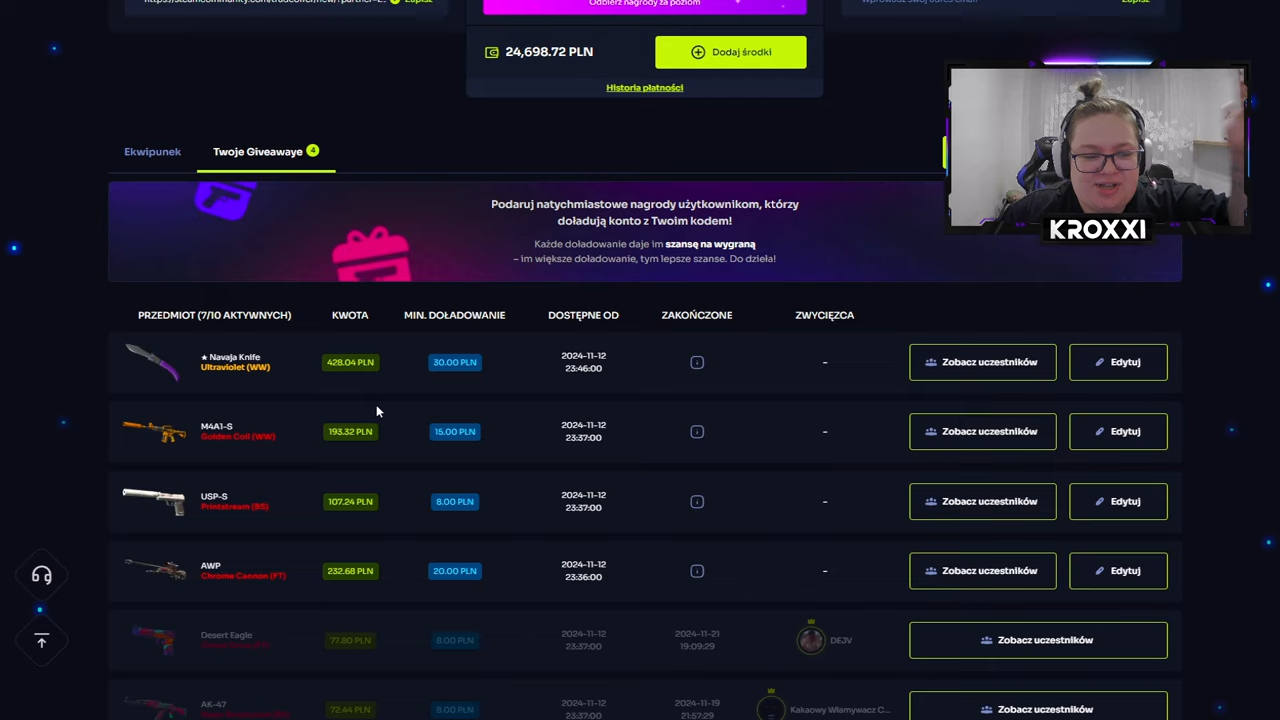 Zapisz
Odbierz nagrody za poziom
Wprowadź swój adres email
Zapisz
24,698.72 PLN
Dodaj środki
Historia płatności
KROXXI
Ekwipunek
Twoje Giveawaye 4
Podaruj natychmiastowe nagrody użytkownikom, którzy
doładują konto z Twoim kodem!
Każde doładowanie daje im szansę na wygraną
– im większe doładowanie, tym lepsze szanse. Do dzieła!
PRZEDMIOT (7/10 AKTYWNYCH) KWOTA MIN. DOŁADOWANIE DOSTĘPNE OD ZAKOŃCZONE ZWYCIĘZCA
★ Navaja Knife
Ultraviolet (WW)
428.04 PLN
30.00 PLN
2024-11-12
23:46:00
-
Zobacz uczestników
Edytuj
M4A1-S
Golden Coil (WW)
193.32 PLN
15.00 PLN
2024-11-12
23:37:00
-
Zobacz uczestników
Edytuj
USP-S
Printstream (BS)
107.24 PLN
8.00 PLN
2024-11-12
23:37:00
-
Zobacz uczestników
Edytuj
AWP
Chrome Cannon (FT)
232.68 PLN
20.00 PLN
2024-11-12
23:36:00
-
Zobacz uczestników
Edytuj
Desert Eagle
77.80 PLN
8.00 PLN
2024-11-12
23:37:00
2024-11-21
19:09:29
DEJV
Zobacz uczestników
AK-47
72.44 PLN
8.00 PLN
2024-11-12
23:37:00
2024-11-19
21:57:29
Kakaowy Włamywacz C...
Zobacz uczestników